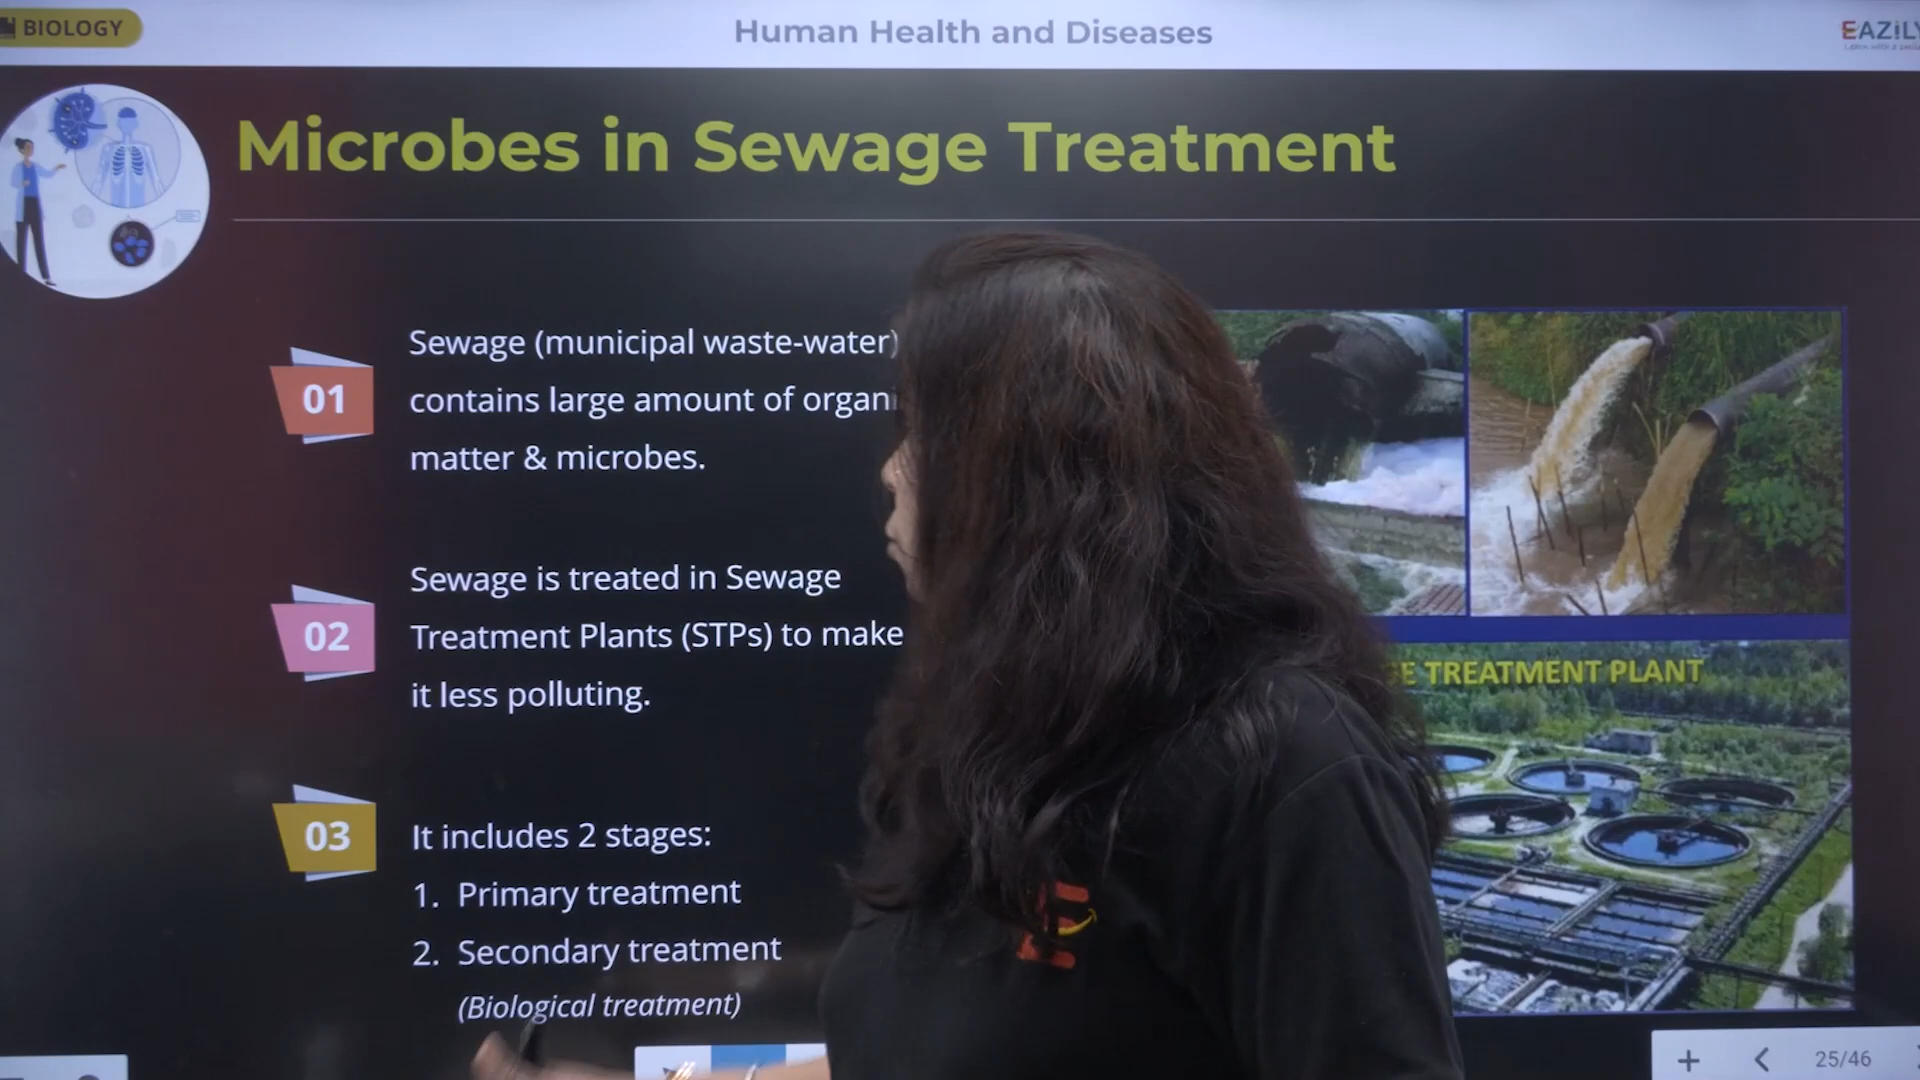 BIOLOGY
Human Health and Diseases
EAZILY
Microbes in Sewage Treatment
01
Sewage (municipal waste-water)
contains large amount of
matter & microbes.
02
Sewage is treated in Sewage
Treatment Plants (STPs) to make
it less polluting.
TREATMENT PLANT
03
It includes 2 stages:
1. Primary treatment
2. Secondary treatment
(Biological treatment)
25/46